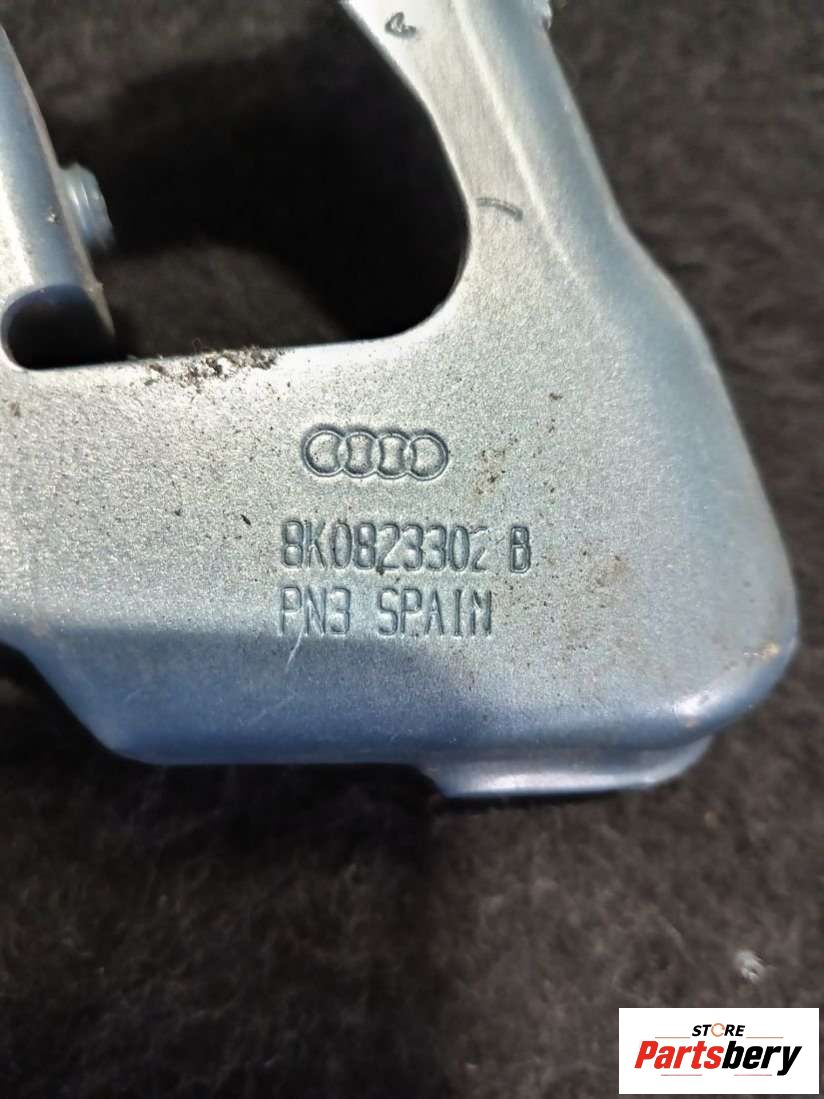 8K0823302 B
PN3 SPAIN
STORE
Partsbery